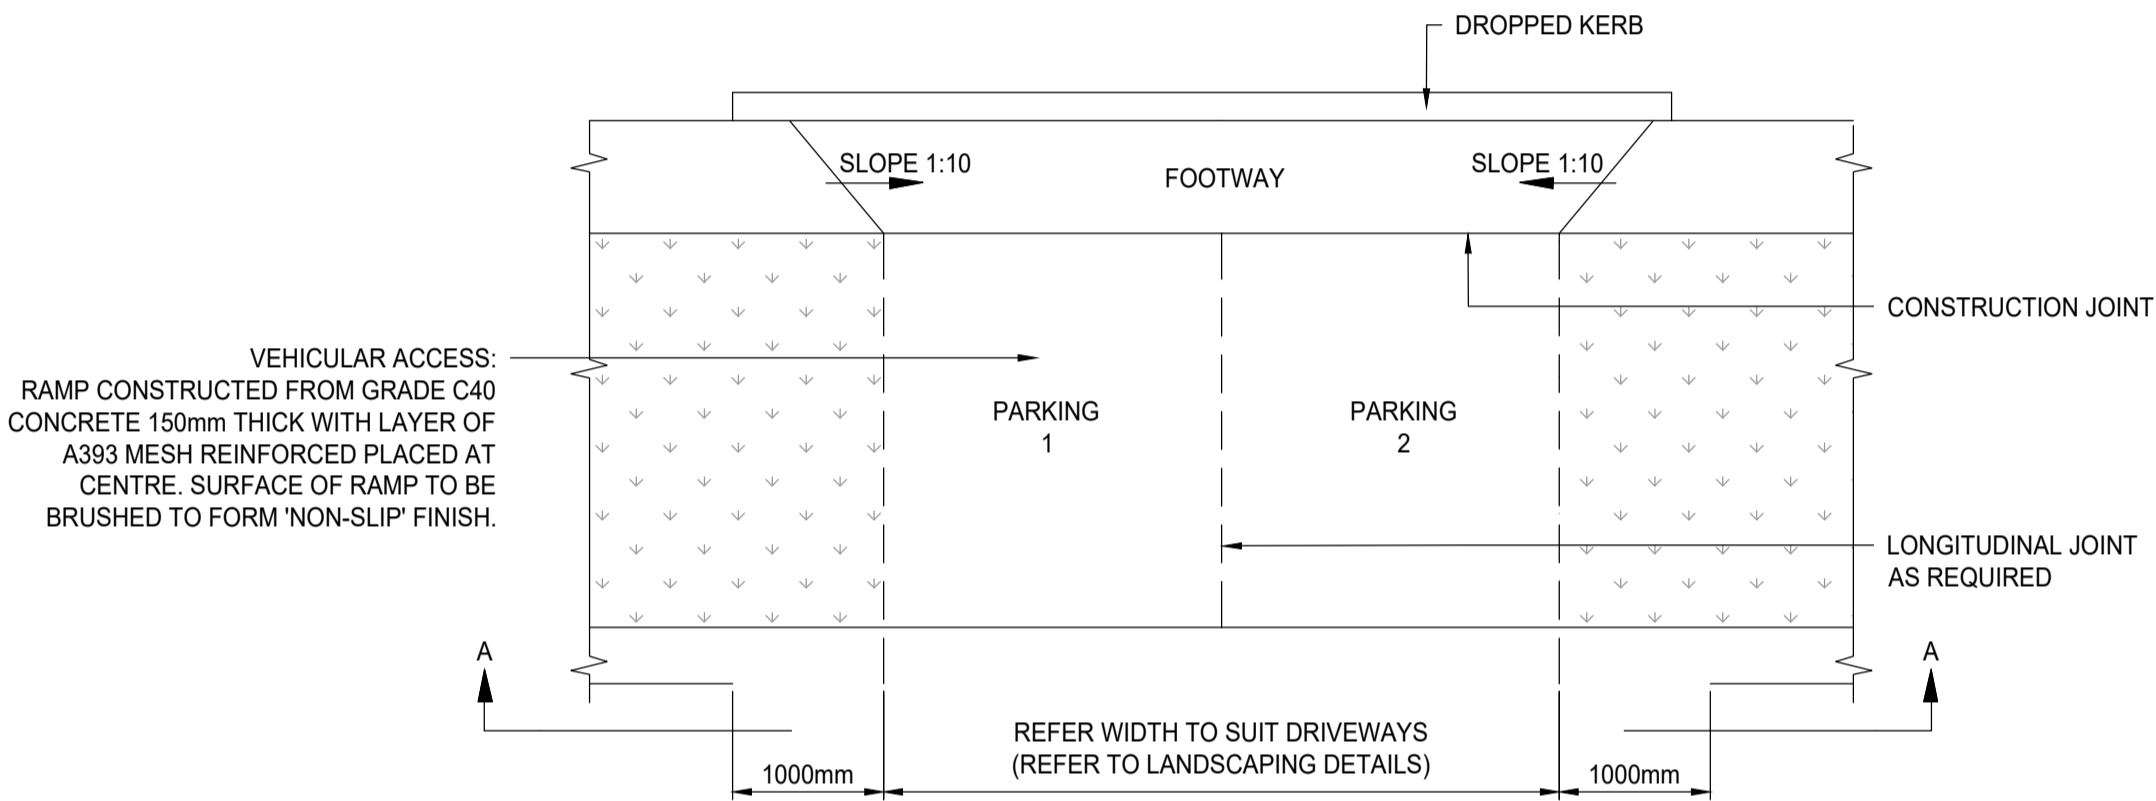 DROPPED KERB
SLOPE 1:10
FOOTWAY
SLOPE 1:10
CONSTRUCTION JOINT
VEHICULAR ACCESS:
RAMP CONSTRUCTED FROM GRADE C40
CONCRETE 150mm THICK WITH LAYER OF
A393 MESH REINFORCED PLACED AT
CENTRE. SURFACE OF RAMP TO BE
BRUSHED TO FORM 'NON-SLIP' FINISH.
PARKING
1
PARKING
2
LONGITUDINAL JOINT
AS REQUIRED
A
A
REFER WIDTH TO SUIT DRIVEWAYS
(REFER TO LANDSCAPING DETAILS)
1000mm
1000mm